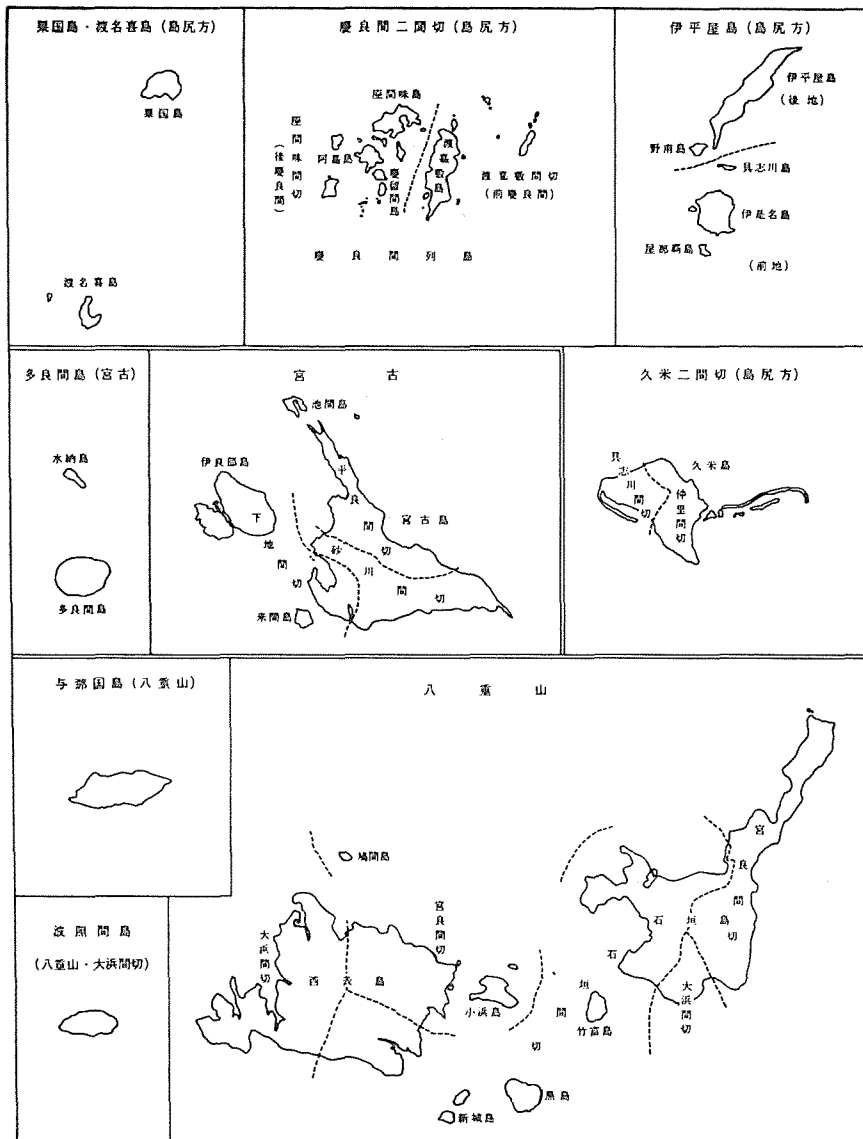 粟国島・渡名喜島(島尻方)
粟国島
渡名喜島
慶良間二間切(島尻方)
座間味島
座間味間切
(後慶良間)
阿嘉島
慶留間島
渡嘉敷島
渡嘉敷間切
(前慶良間)
慶良間列島
伊平屋島(島尻方)
伊平屋島
(後地)
野甫島
具志川島
伊是名島
屋那覇島
(前地)
多良間島(宮古)
水納島
多良間島
宮古
池間島
伊良部島
平良間切
宮古島
下地間切
砂川間切
来間島
久米二間切(島尻方)
具志川間切
久米島
仲里間切
与那国島(八重山)
八重山
鳩間島
宮良間切
大浜間切
西表島
小浜島
新城島
黒島
竹富島
石垣間切
石垣島
宮良間切
大浜間切
波照間島
(八重山・大浜間切)